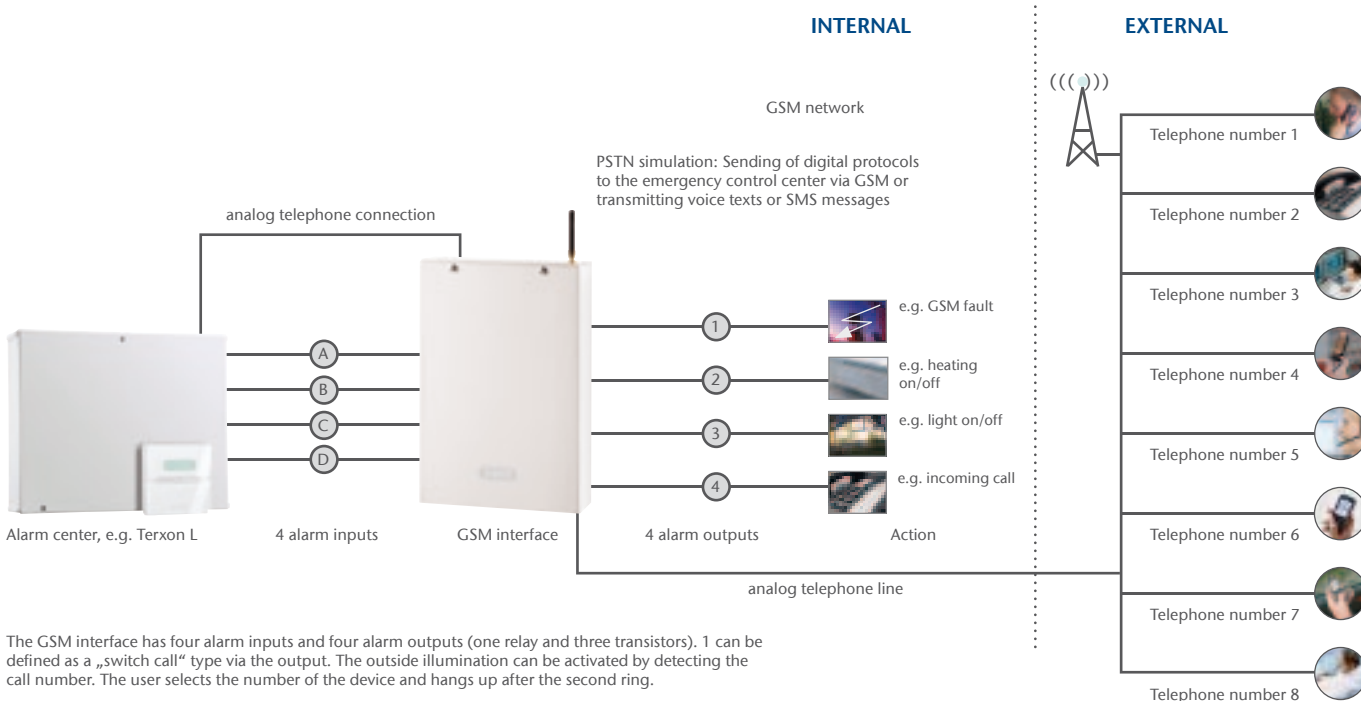 INTERNAL
EXTERNAL
GSM network
PSTN simulation: Sending of digital protocols
to the emergency control center via GSM or
transmitting voice texts or SMS messages
analog telephone connection
A
B
C
D
1
2
3
4
e.g. GSM fault
e.g. heating
on/off
e.g. light on/off
e.g. incoming call
Alarm center, e.g. Terxon L
4 alarm inputs
GSM interface
4 alarm outputs
Action
analog telephone line
Telephone number 1
Telephone number 2
Telephone number 3
Telephone number 4
Telephone number 5
Telephone number 6
Telephone number 7
Telephone number 8
The GSM interface has four alarm inputs and four alarm outputs (one relay and three transistors). 1 can be
defined as a „switch call“ type via the output. The outside illumination can be activated by detecting the
call number. The user selects the number of the device and hangs up after the second ring.